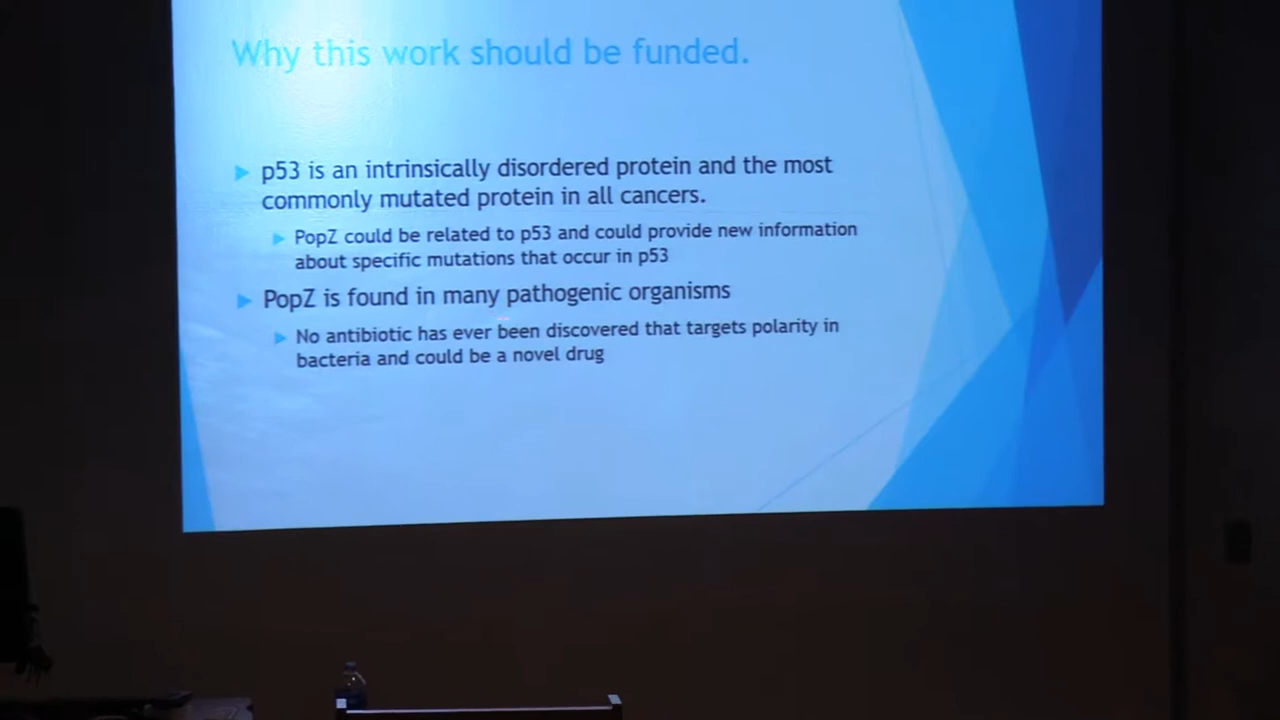 Why this work should be funded.
p53 is an intrinsically disordered protein and the most
commonly mutated protein in all cancers.
PopZ could be related to p53 and could provide new information
about specific mutations that occur in p53
PopZ is found in many pathogenic organisms
No antibiotic has ever been discovered that targets polarity in
bacteria and could be a novel drug